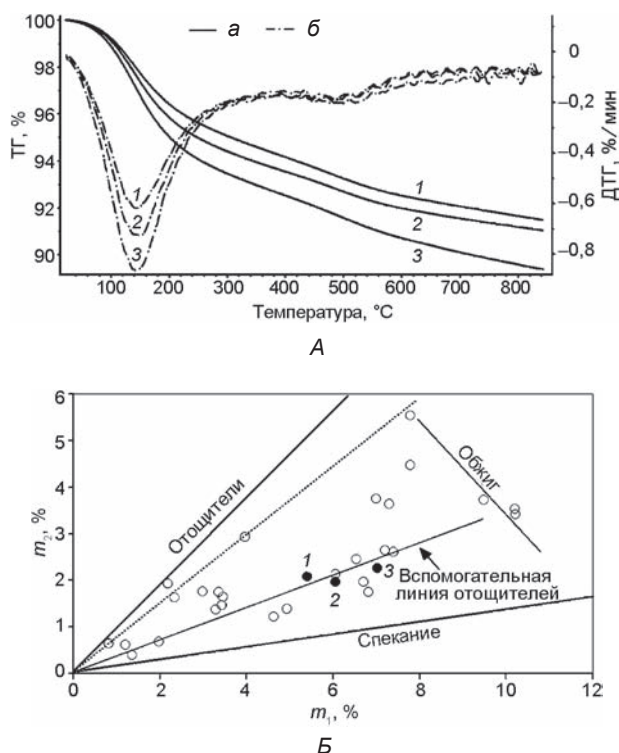 а б
100
98
96
94
92
90
ТГ, %
0
–0,2
–0,4
–0,6
–0,8
ДТГ, %/ мин
1
2
3
1
2
3
0 100 200 300 400 500 600 700 800
Температура, °С
А
6
5
4
3
2
1
0
m2, %
Отощители
Обжиг
1
2
3
Вспомогательная
линия отощителей
Спекание
0 2 4 6 8 10 12
m1, %
Б